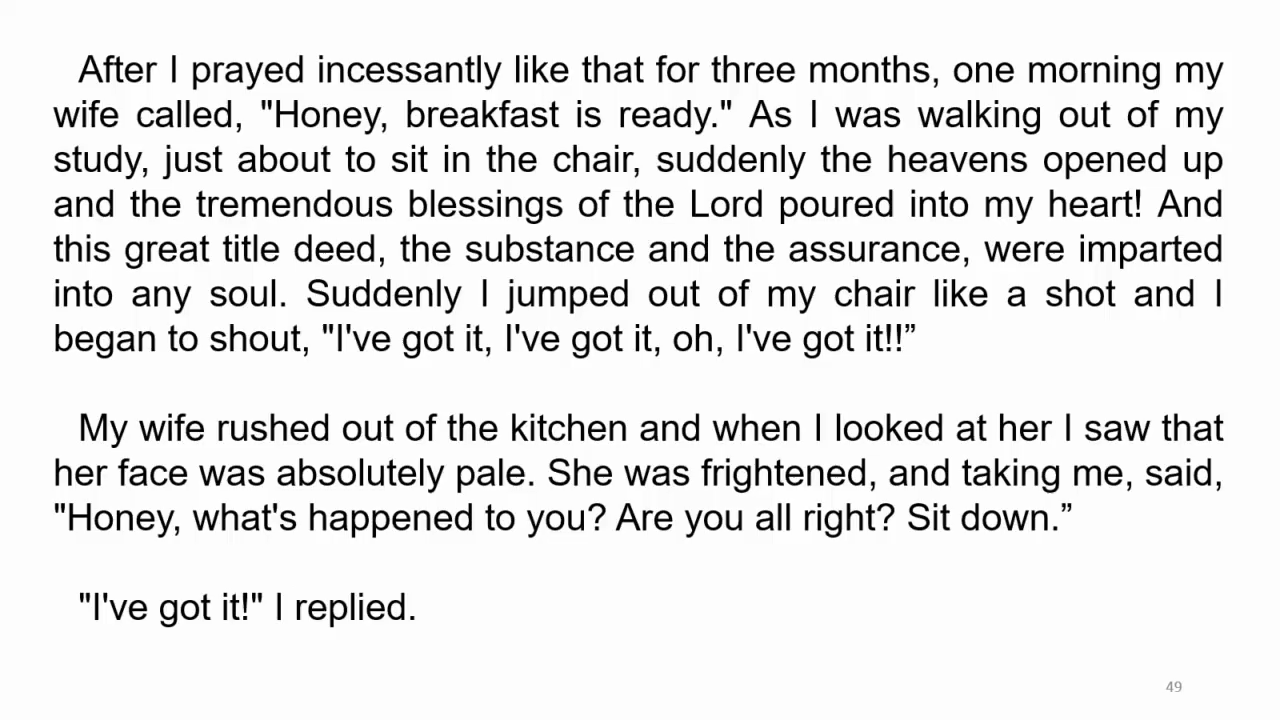 After I prayed incessantly like that for three months, one morning my
wife called, "Honey, breakfast is ready." As I was walking out of my
study, just about to sit in the chair, suddenly the heavens opened up
and the tremendous blessings of the Lord poured into my heart! And
this great title deed, the substance and the assurance, were imparted
into any soul. Suddenly I jumped out of my chair like a shot and I
began to shout, "I've got it, I've got it, oh, I've got it!!”
My wife rushed out of the kitchen and when I looked at her I saw that
her face was absolutely pale. She was frightened, and taking me, said,
"Honey, what's happened to you? Are you all right? Sit down.”
"I've got it!" I replied.
49